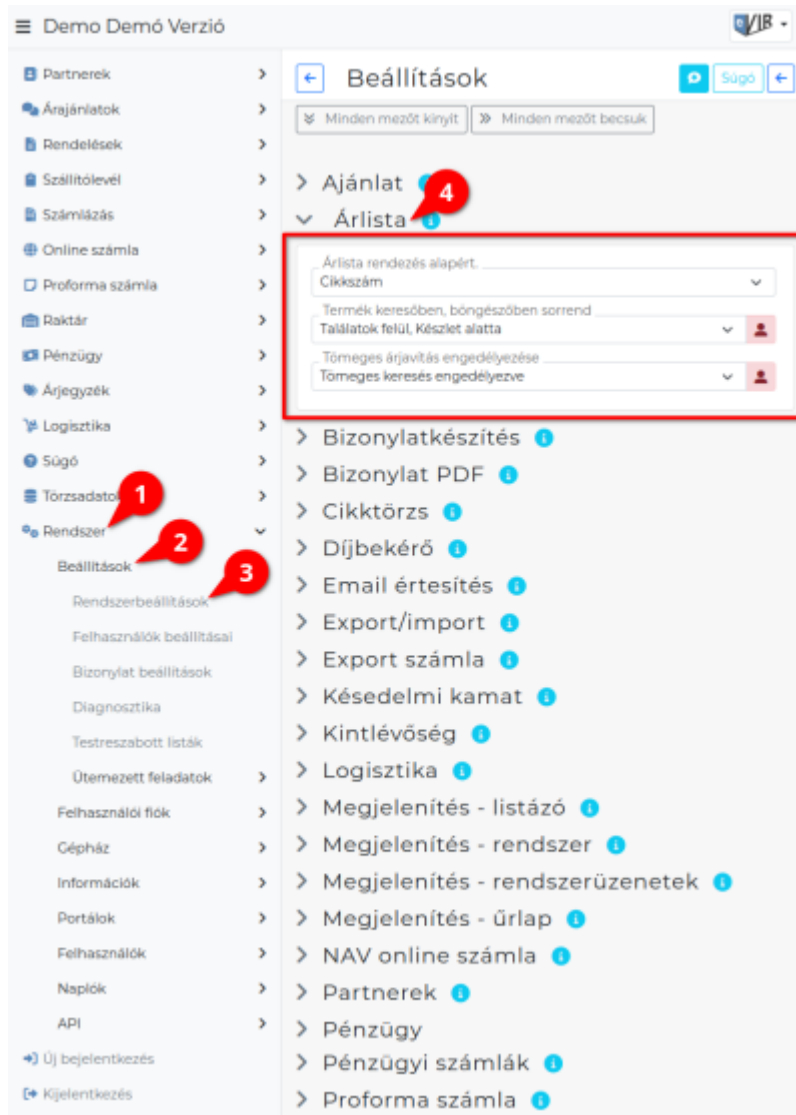 Demo Demó Verzió
VIR
Partnerek
Árajánlatok
Rendelések
Szállítólevél
Számlázás
Online számla
Proforma számla
Raktár
Pénzügy
Árjegyzék
Logisztika
Súgó
Törzsadatok
1
Rendszer
2
Beállítások
3
Rendszerbeállítások
Felhasználók beállításai
Bizonylat beállítások
Diagnosztika
Testreszabott listák
Ütemezett feladatok
Felhasználói fiók
Gépház
Információk
Portálok
Felhasználók
Naplók
API
Új bejelentkezés
Kijelentkezés
Beállítások
Súgó
Minden mezőt kinyit
Minden mezőt becsuk
Ajánlat
4
Árlista
Árlista rendezés alapért.
Cikkszám
Termék keresőben, böngészőben sorrend
Találatok felül, Készlet alatta
Tömeges árjavítás engedélyezése
Tömeges keresés engedélyezve
Bizonylatkészítés
Bizonylat PDF
Cikktörzs
Díjbekérő
Email értesítés
Export/import
Export számla
Késedelmi kamat
Kintlévőség
Logisztika
Megjelenítés - listázó
Megjelenítés - rendszer
Megjelenítés - rendszerüzenetek
Megjelenítés - űrlap
NAV online számla
Partnerek
Pénzügy
Pénzügyi számlák
Proforma számla